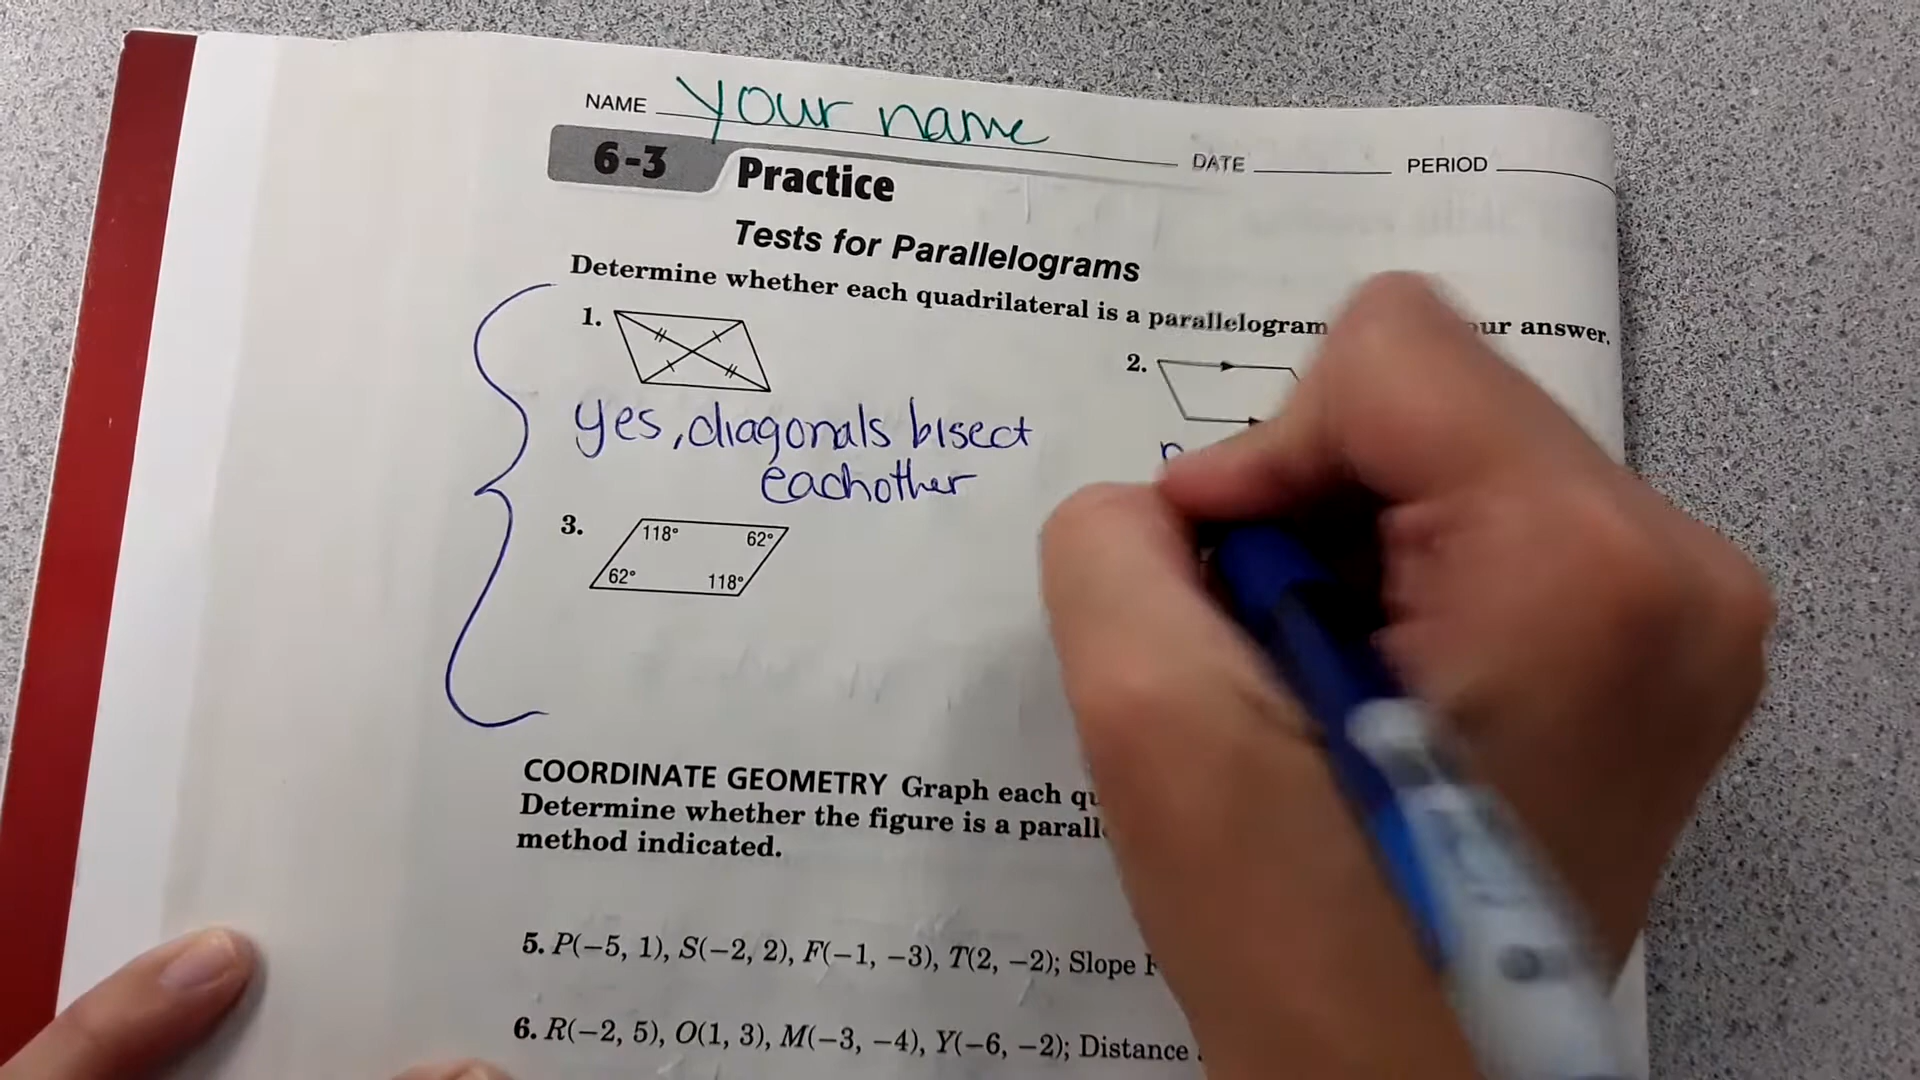 NAME Your name
DATE PERIOD
6-3 Practice
Tests for Parallelograms
Determine whether each quadrilateral is a parallelogram answer.
1.
2.
yes, diagonals bisect
eachother
3.
118° 62°
62° 118°
COORDINATE GEOMETRY Graph each
Determine whether the figure is a
method indicated.
5. P(−5, 1), S(−2, 2), F(−1, −3), T(2, −2); Slope
6. R(−2, 5), O(1, 3), M(−3, −4), Y(−6, −2); Distance